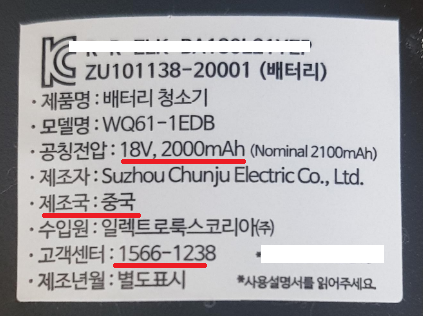 ZU101138-20001 (배터리)
· 제품명 : 배터리 청소기
· 모델명 : WQ61-1EDB
· 공칭전압 : 18V, 2000mAh (Nominal 2100mAh)
· 제조자 : Suzhou Chunju Electric Co., Ltd.
· 제조국 : 중국
· 수입원 : 일렉트로룩스코리아㈜
· 고객센터 : 1566-1238
· 제조년월 : 별도표시 *사용설명서를 읽어주세요.